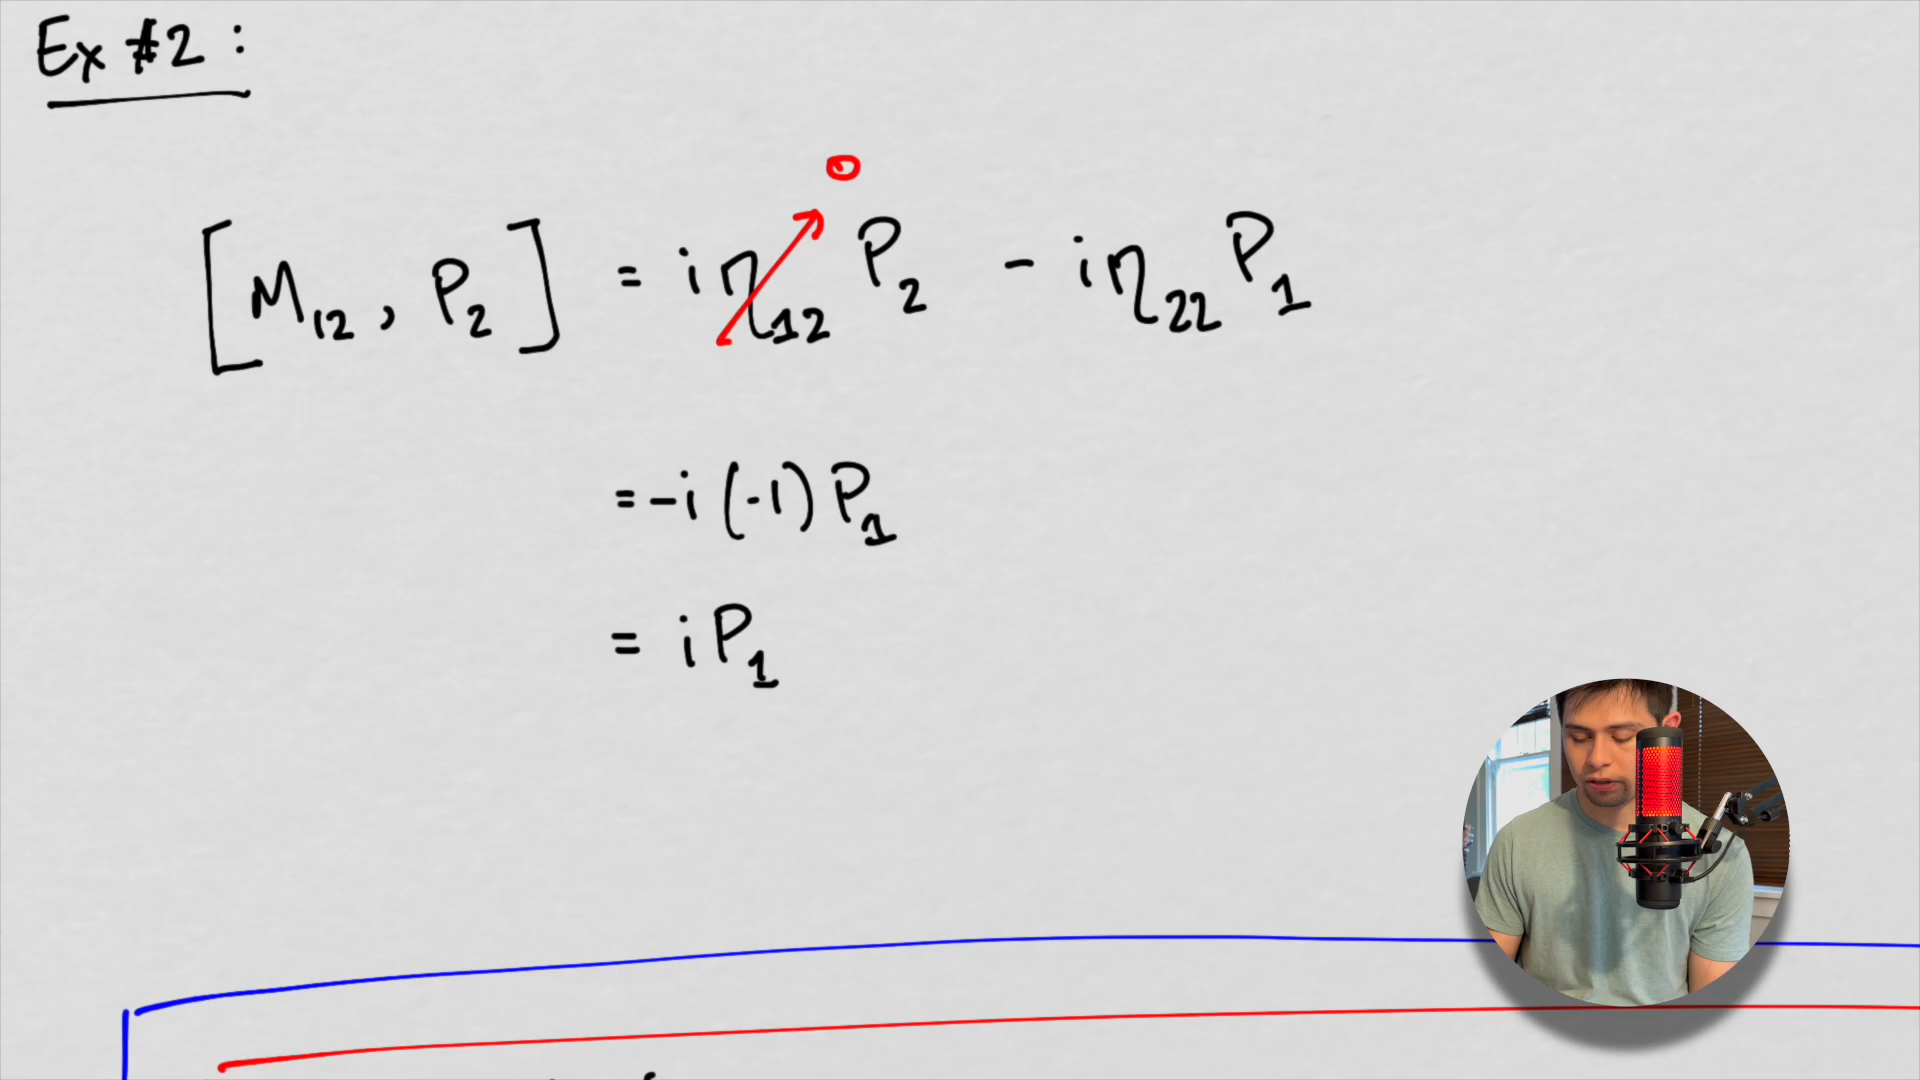 Ex #2 :
[M₁₂, P₂] = iη₁₂ P₂ - iη₂₂ P₁
0
= -i (-1) P₁
= i P₁